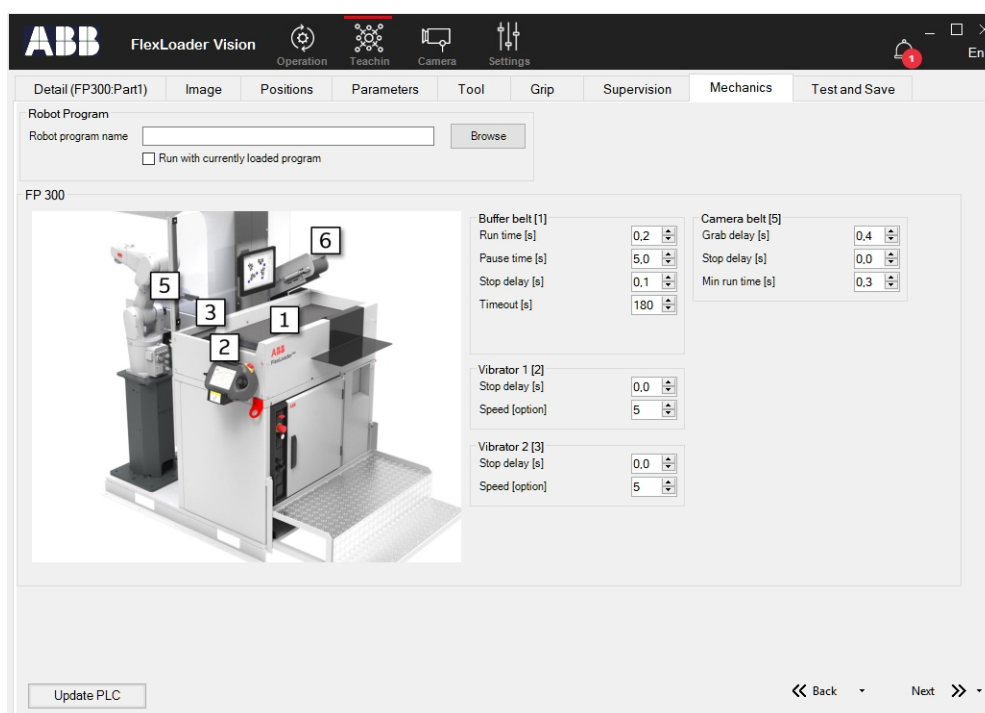 ABB FlexLoader Vision Operation Teachin Camera Settings 1 En
Detail (FP300:Part1) Image Positions Parameters Tool Grip Supervision Mechanics Test and Save
Robot Program
Robot program name Browse
Run with currently loaded program
FP 300
Buffer belt [1] Camera belt [5]
Run time [s] 0,2 Grab delay [s] 0,4
Pause time [s] 5,0 Stop delay [s] 0,0
Stop delay [s] 0,1 Min run time [s] 0,3
Timeout [s] 180
Vibrator 1 [2]
Stop delay [s] 0,0
Speed [option] 5
Vibrator 2 [3]
Stop delay [s] 0,0
Speed [option] 5
6
5
3
1
2
ABB
FlexLoader
Update PLC Back Next